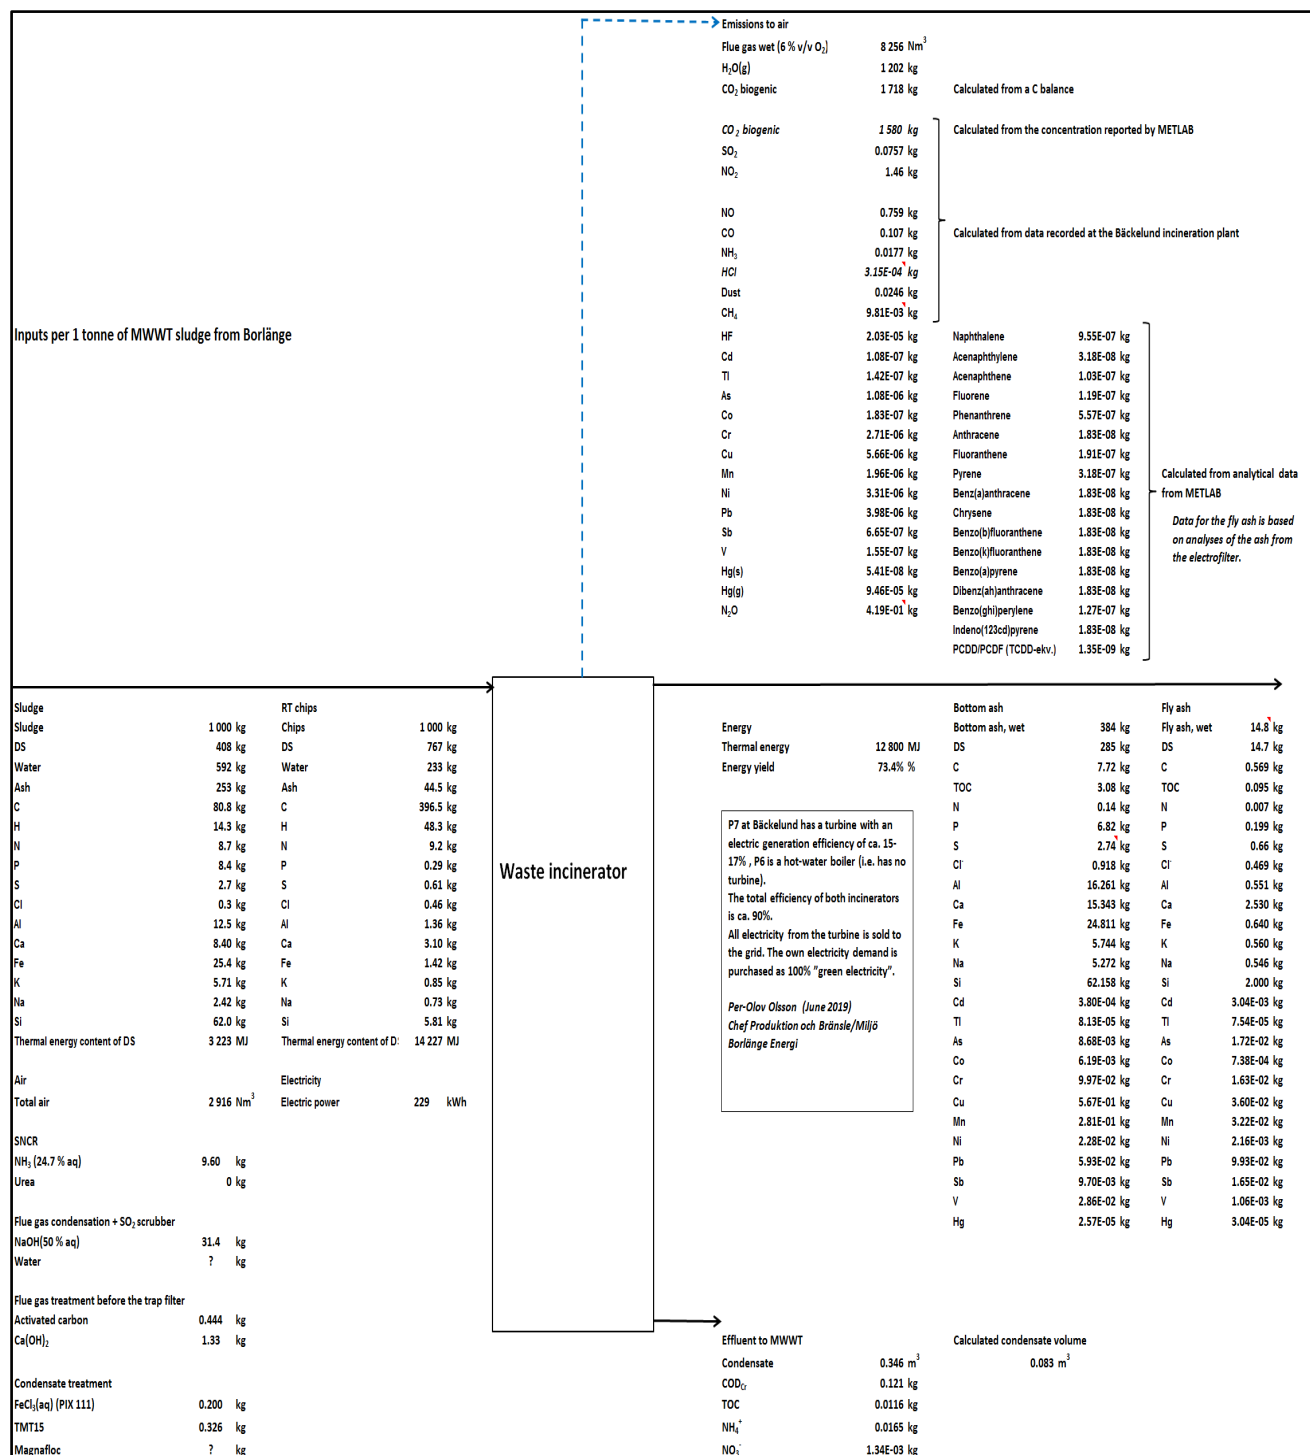 Emissions to air
Flue gas wet (6 % v/v O₂) 8 256 Nm³
H₂O(g) 1 202 kg
CO₂ biogenic 1 718 kg Calculated from a C balance
CO₂ biogenic 1 580 kg Calculated from the concentration reported by METLAB
SO₂ 0.0757 kg
NO₂ 1.46 kg
NO 0.759 kg
CO 0.107 kg Calculated from data recorded at the Bäckelund incineration plant
NH₃ 0.0177 kg
HCl 3.15E-04 kg
Dust 0.0246 kg
CH₄ 9.81E-03 kg
Inputs per 1 tonne of MWWT sludge from Borlänge
HF 2.03E-05 kg Naphthalene 9.55E-07 kg
Cd 1.08E-07 kg Acenaphthylene 3.18E-08 kg
Tl 1.42E-07 kg Acenaphthene 1.03E-07 kg
As 1.08E-06 kg Fluorene 1.19E-07 kg
Co 1.83E-07 kg Phenanthrene 5.57E-07 kg
Cr 2.71E-06 kg Anthracene 1.83E-08 kg
Cu 5.66E-06 kg Fluoranthene 1.91E-07 kg
Mn 1.96E-06 kg Pyrene 3.18E-07 kg
Ni 3.31E-06 kg Benz(a)anthracene 1.83E-08 kg
Pb 3.98E-06 kg Chrysene 1.83E-08 kg
Sb 6.65E-07 kg Benzo(b)fluoranthene 1.83E-08 kg
V 1.55E-07 kg Benzo(k)fluoranthene 1.83E-08 kg
Hg(s) 5.41E-08 kg Benzo(a)pyrene 1.83E-08 kg
Hg(g) 9.46E-05 kg Dibenz(ah)anthracene 1.83E-08 kg
N₂O 4.19E-01 kg Benzo(ghi)perylene 1.27E-07 kg
Indeno(123cd)pyrene 1.83E-08 kg
PCDD/PCDF (TCDD-ekv.) 1.35E-09 kg
Calculated from analytical data
from METLAB
Data for the fly ash is based
on analyses of the ash from
the electrofilter.
Sludge RT chips
Sludge 1 000 kg Chips 1 000 kg
DS 408 kg DS 767 kg
Water 592 kg Water 233 kg
Ash 253 kg Ash 44.5 kg
C 80.8 kg C 396.5 kg
H 14.3 kg H 48.3 kg
N 8.7 kg N 9.2 kg
P 8.4 kg P 0.29 kg
S 2.7 kg S 0.61 kg
Cl 0.3 kg Cl 0.46 kg
Al 12.5 kg Al 1.36 kg
Ca 8.40 kg Ca 3.10 kg
Fe 25.4 kg Fe 1.42 kg
K 5.71 kg K 0.85 kg
Na 2.42 kg Na 0.73 kg
Si 62.0 kg Si 5.81 kg
Thermal energy content of DS 3 223 MJ Thermal energy content of D 14 227 MJ
Air Electricity
Total air 2 916 Nm³ Electric power 229 kWh
SNCR
NH₃ (24.7 % aq) 9.60 kg
Urea 0 kg
Flue gas condensation + SO₂ scrubber
NaOH(50 % aq) 31.4 kg
Water ? kg
Flue gas treatment before the trap filter
Activated carbon 0.444 kg
Ca(OH)₂ 1.33 kg
Condensate treatment
FeCl₃(aq) (PIX 111) 0.200 kg
TMT15 0.326 kg
Magnafloc ? kg
Waste incinerator
Energy
Thermal energy 12 800 MJ
Energy yield 73.4% %
P7 at Bäckelund has a turbine with an
electric generation efficiency of ca. 15-
17% , P6 is a hot-water boiler (i.e. has no
turbine).
The total efficiency of both incinerators
is ca. 90%.
All electricity from the turbine is sold to
the grid. The own electricity demand is
purchased as 100% "green electricity".
Per-Olov Olsson (June 2019)
Chef Produktion och Bränsle/Miljö
Borlänge Energi
Bottom ash Fly ash
Bottom ash, wet 384 kg Fly ash, wet 14.8 kg
DS 285 kg DS 14.7 kg
C 7.72 kg C 0.569 kg
TOC 3.08 kg TOC 0.095 kg
N 0.14 kg N 0.007 kg
P 6.82 kg P 0.199 kg
S 2.74 kg S 0.66 kg
Cl⁻ 0.918 kg Cl⁻ 0.469 kg
Al 16.261 kg Al 0.551 kg
Ca 15.343 kg Ca 2.530 kg
Fe 24.811 kg Fe 0.640 kg
K 5.744 kg K 0.560 kg
Na 5.272 kg Na 0.546 kg
Si 62.158 kg Si 2.000 kg
Cd 3.80E-04 kg Cd 3.04E-03 kg
Tl 8.13E-05 kg Tl 7.54E-05 kg
As 8.68E-03 kg As 1.72E-02 kg
Co 6.19E-03 kg Co 7.38E-04 kg
Cr 9.97E-02 kg Cr 1.63E-02 kg
Cu 5.67E-01 kg Cu 3.60E-02 kg
Mn 2.81E-01 kg Mn 3.22E-02 kg
Ni 2.28E-02 kg Ni 2.16E-03 kg
Pb 5.93E-02 kg Pb 9.93E-02 kg
Sb 9.70E-03 kg Sb 1.65E-02 kg
V 2.86E-02 kg V 1.06E-03 kg
Hg 2.57E-05 kg Hg 3.04E-05 kg
Effluent to MWWT Calculated condensate volume
Condensate 0.346 m³ 0.083 m³
COD_Cr 0.121 kg
TOC 0.0116 kg
NH₄⁺ 0.0165 kg
NO₃⁻ 1.34E-03 kg